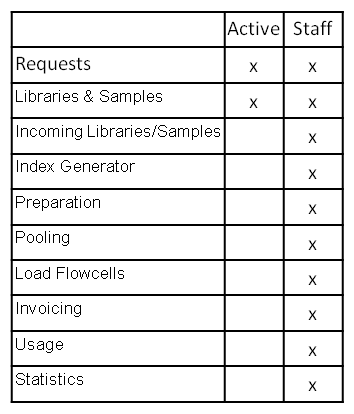 Active Staff
Requests x x
Libraries & Samples x x
Incoming Libraries/Samples x
Index Generator x
Preparation x
Pooling x
Load Flowcells x
Invoicing x
Usage x
Statistics x